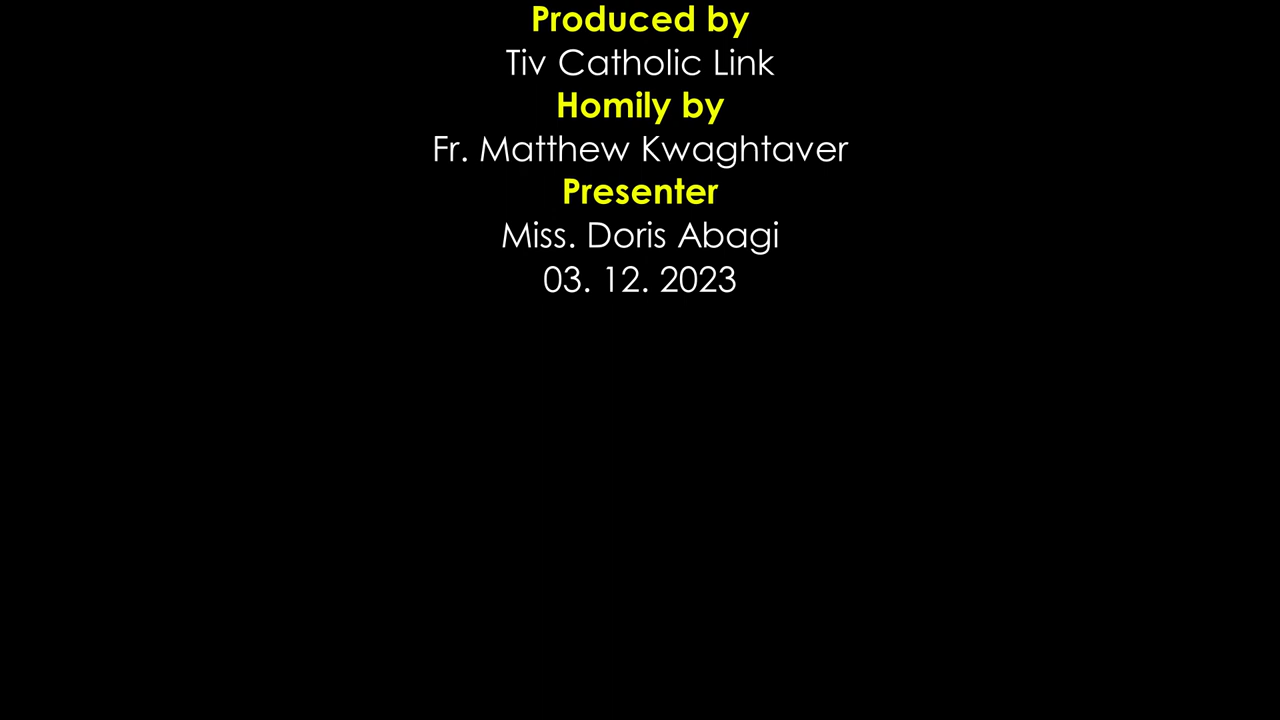 Produced by
Tiv Catholic Link
Homily by
Fr. Matthew Kwaghtaver
Presenter
Miss. Doris Abagi
03. 12. 2023